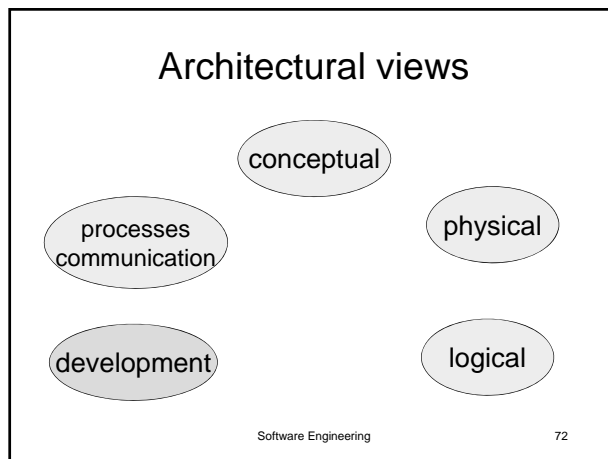 Architectural views
conceptual
processes
communication
physical
development
logical
Software Engineering
72